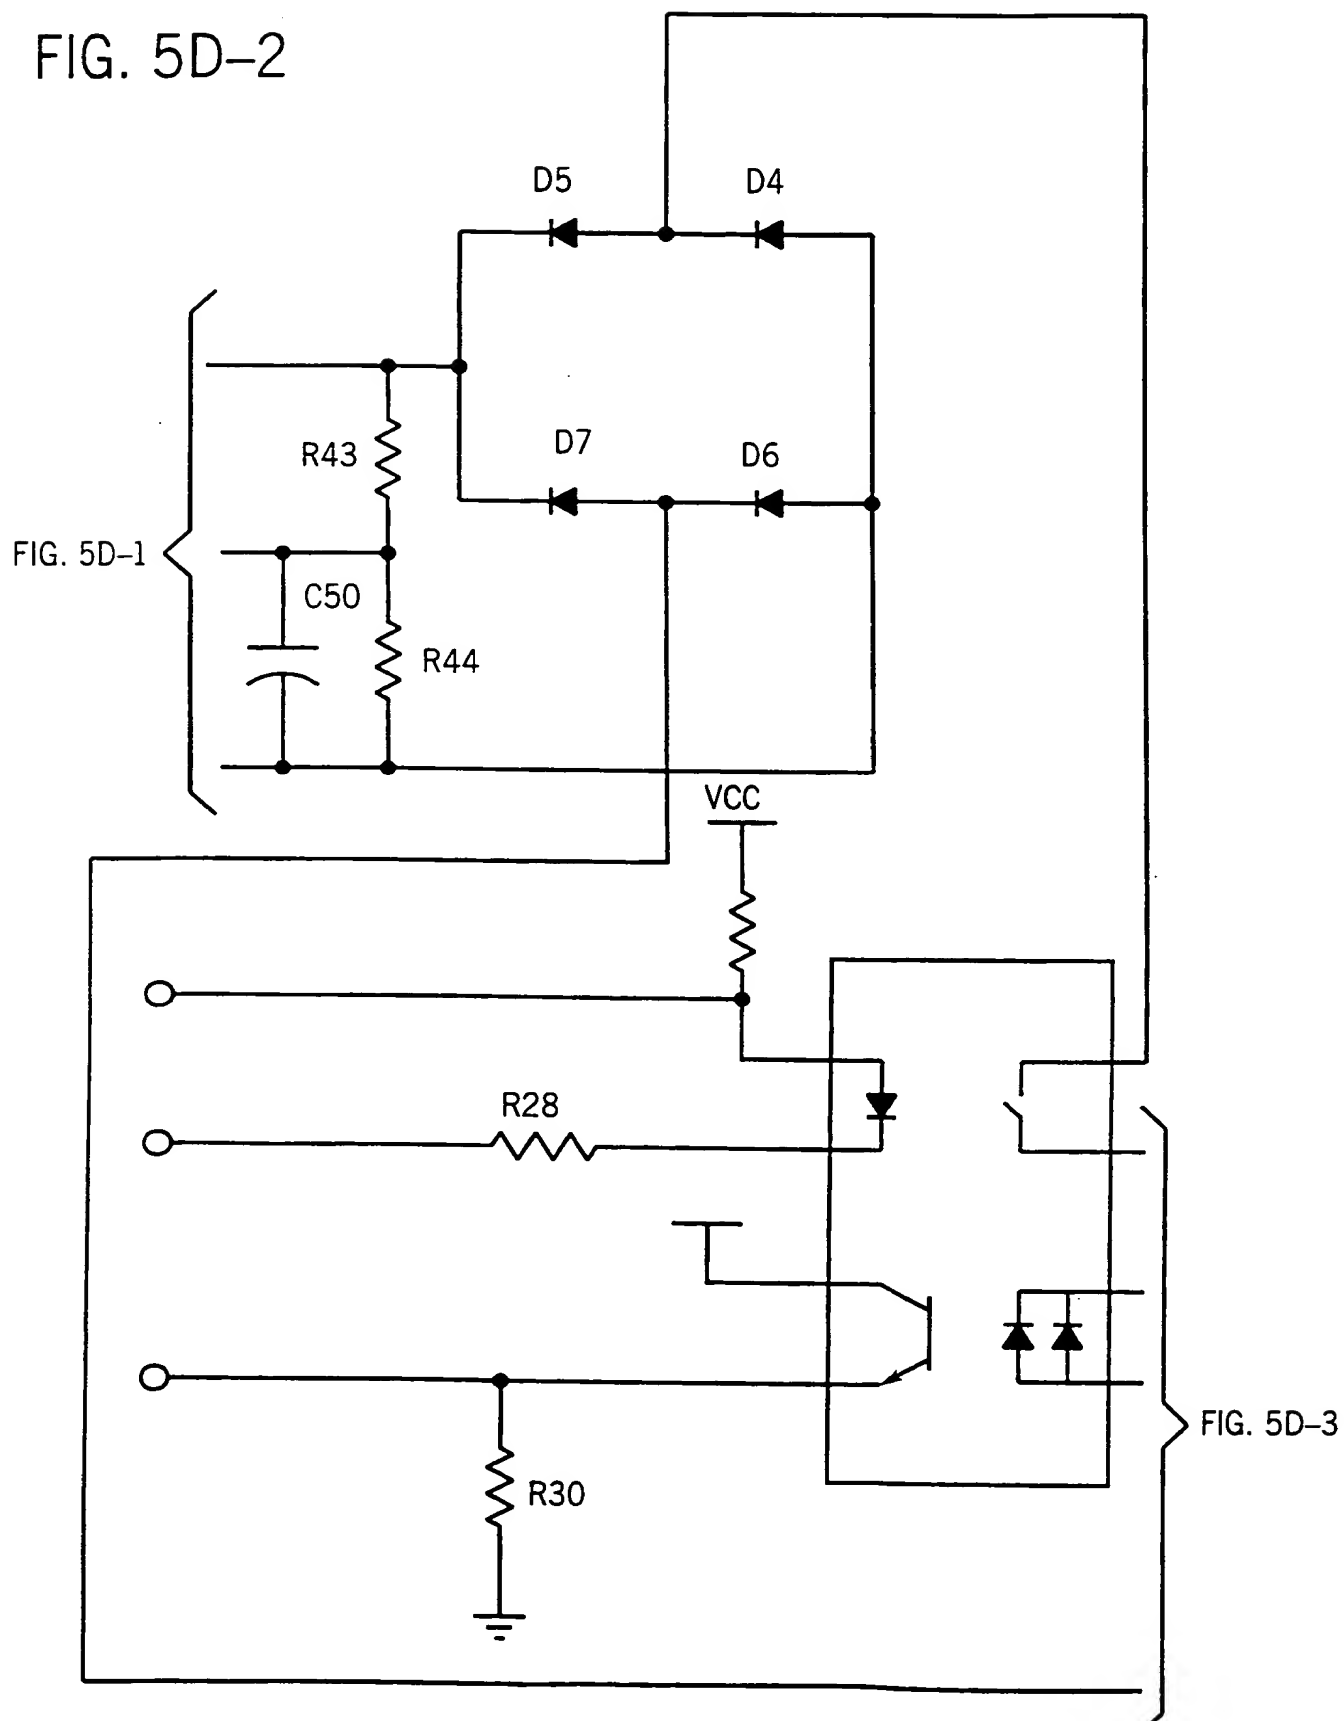 FIG. 5D-2
D5
D4
R43
D7
D6
FIG. 5D-1
C50
R44
VCC
R28
FIG. 5D-3
R30